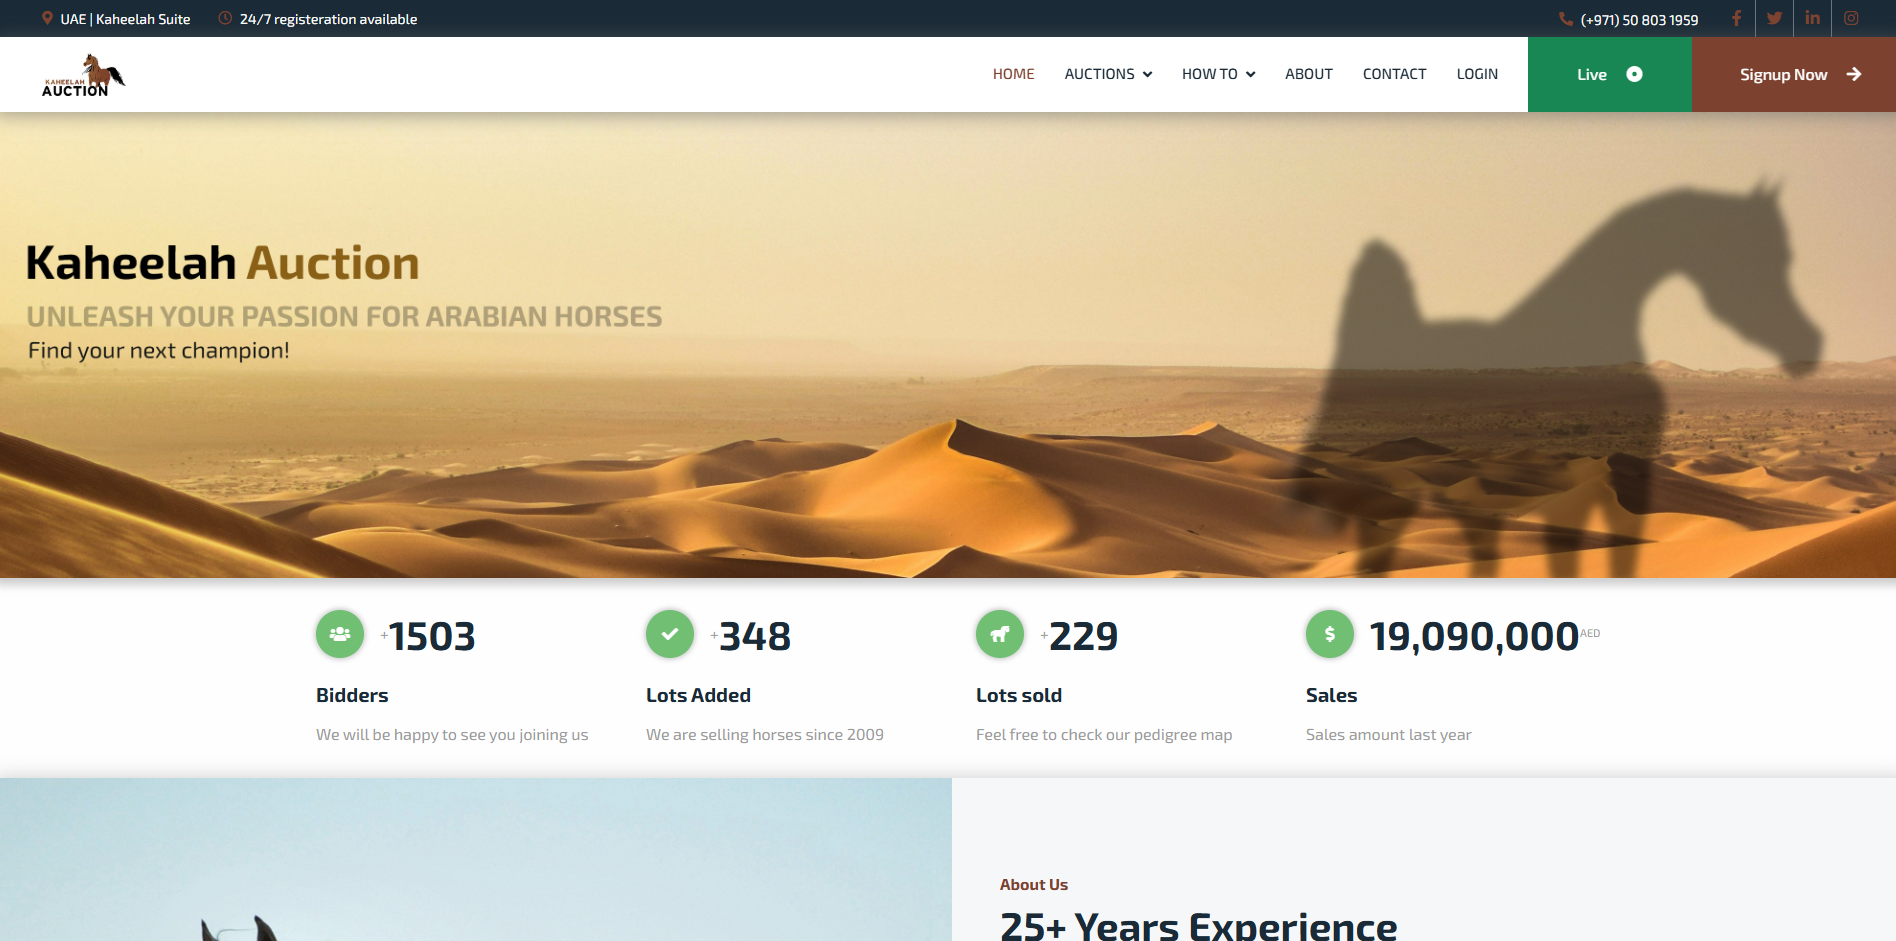 UAE | Kaheelah Suite
24/7 registeration available
(+971) 50 803 1959
KAHEELAH
AUCTION
HOME
AUCTIONS
HOW TO
ABOUT
CONTACT
LOGIN
Live
Signup Now
Kaheelah Auction
UNLEASH YOUR PASSION FOR ARABIAN HORSES
Find your next champion!
+1503
+348
+229
19,090,000AED
Bidders
Lots Added
Lots sold
Sales
We will be happy to see you joining us
We are selling horses since 2009
Feel free to check our pedigree map
Sales amount last year
About Us
25+ Years Experience